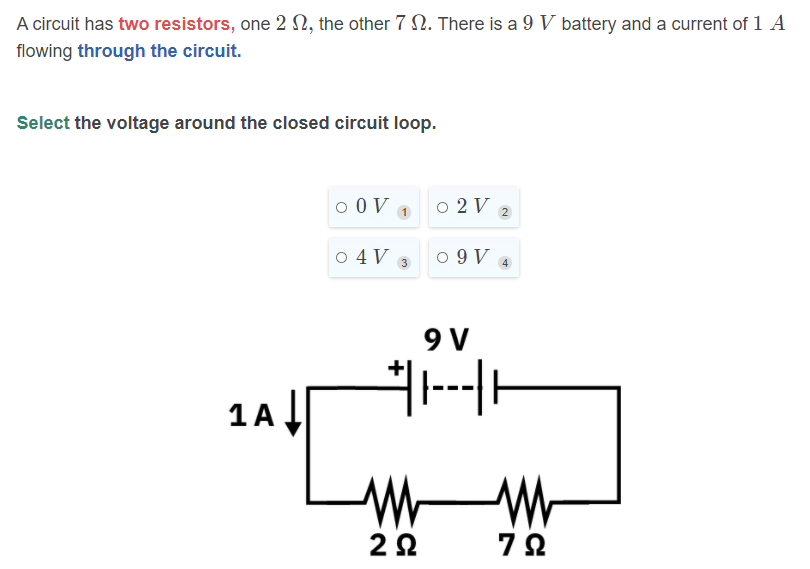 A circuit has two resistors, one 2 Ω, the other 7 Ω. There is a 9 V battery and a current of 1 A
flowing through the circuit.
Select the voltage around the closed circuit loop.
0 V 1
2 V 2
4 V 3
9 V 4
9 V
+
1 A
2 Ω
7 Ω